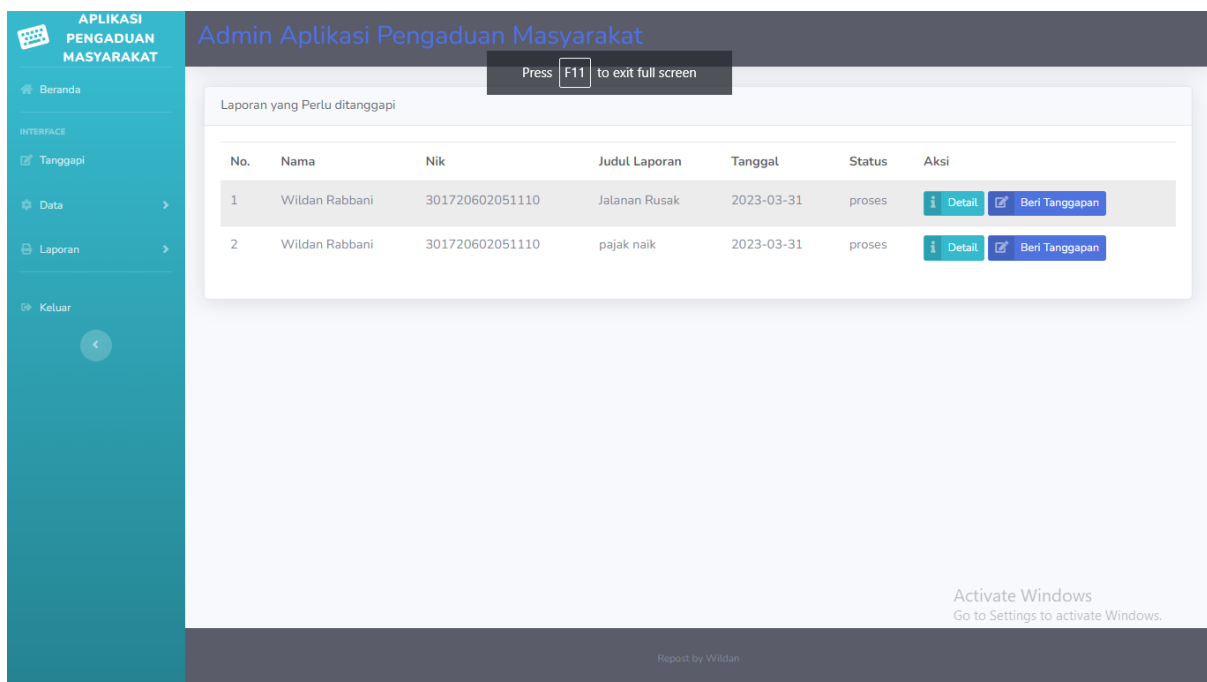 APLIKASI
PENGADUAN
MASYARAKAT
Beranda
INTERFACE
Tanggapi
Data
Laporan
Keluar
Admin Aplikasi Pengaduan Masyarakat
Press F11 to exit full screen
Laporan yang Perlu ditanggapi
No. Nama Nik Judul Laporan Tanggal Status Aksi
1 Wildan Rabbani 301720602051110 Jalanan Rusak 2023-03-31 proses Detail Beri Tanggapan
2 Wildan Rabbani 301720602051110 pajak naik 2023-03-31 proses Detail Beri Tanggapan
Activate Windows
Go to Settings to activate Windows.
Repost by Wildan